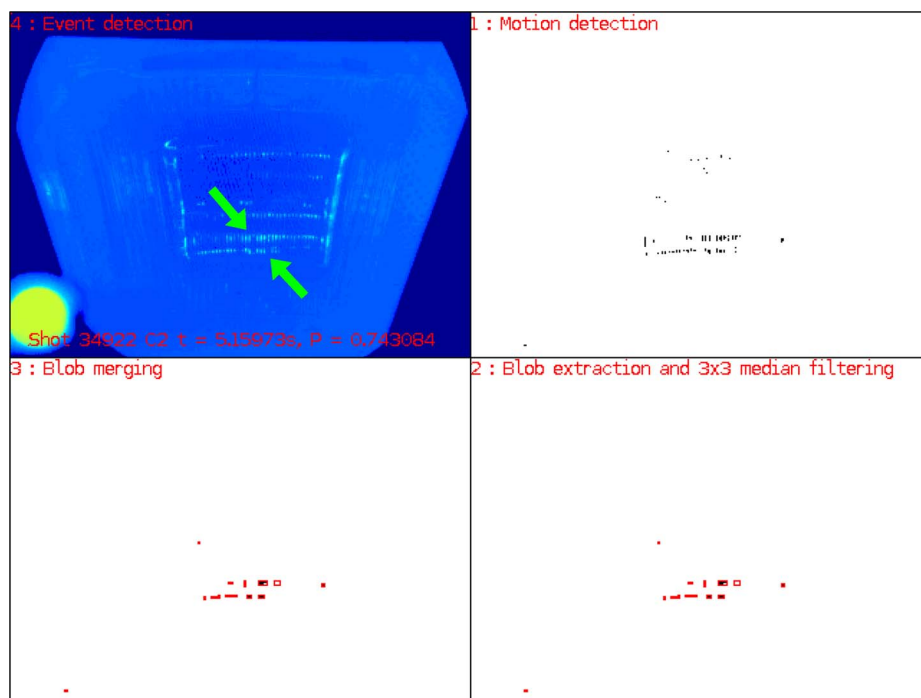 4 : Event detection
1 : Motion detection
Shot 34922 C2 t = 5.15973s, P = 0.743084
3 : Blob merging
2 : Blob extraction and 3x3 median filtering